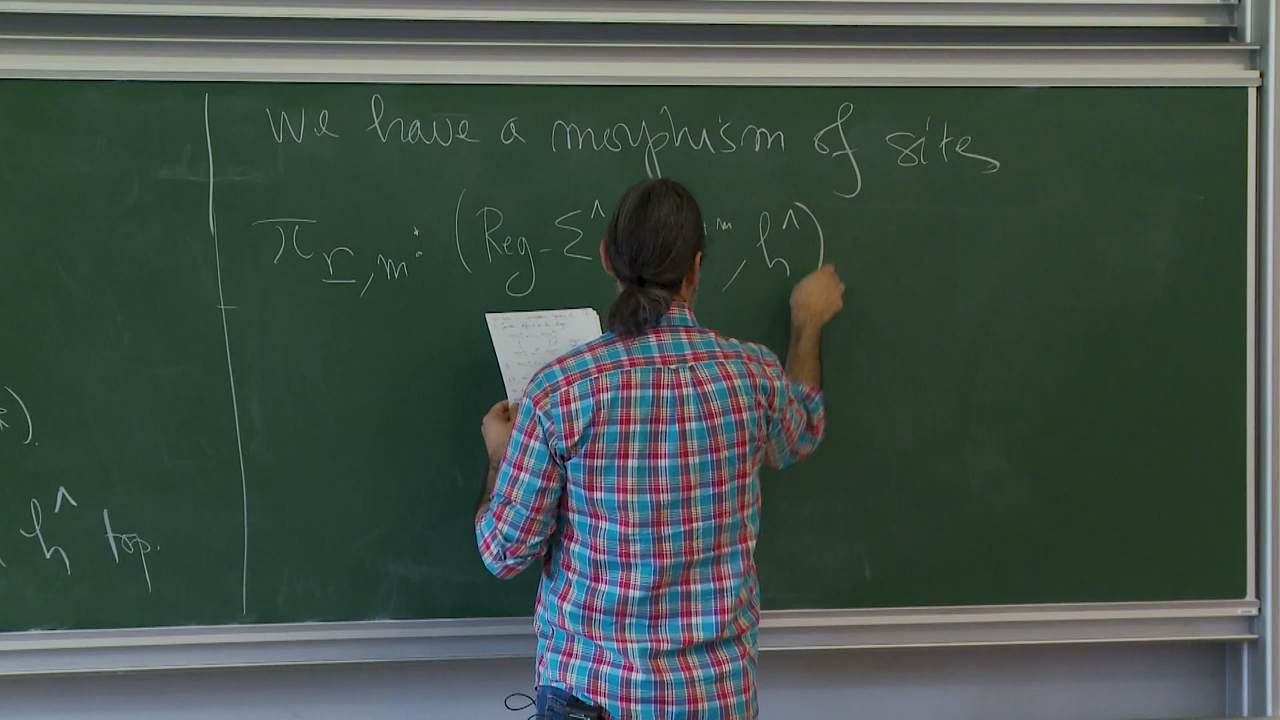 ∗).
h^ top.
We have a morphism of sites
π_r,m : (Reg-Σ^ m, h^)